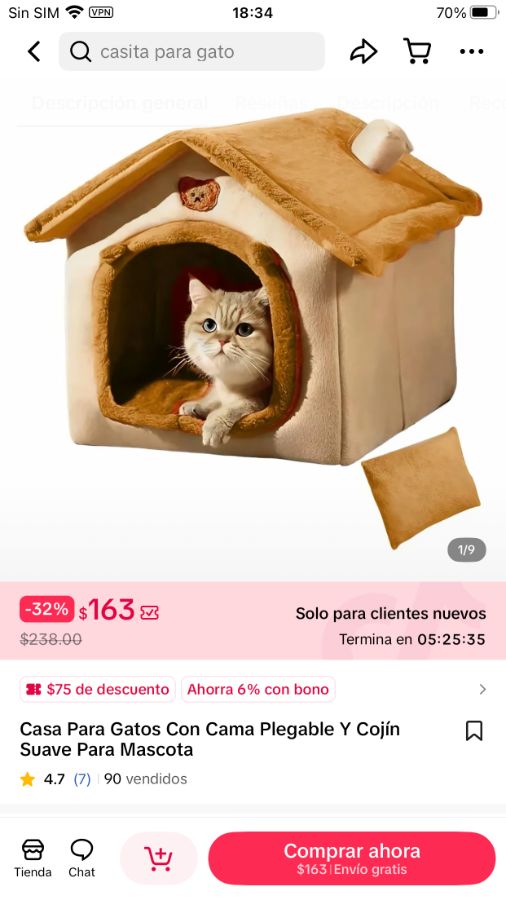 Sin SIM VPN 18:34 70%
casita para gato
Descripción general Reseñas Descripción
1/9
-32% $163 Solo para clientes nuevos
$238.00 Termina en 05:25:35
$75 de descuento Ahorra 6% con bono
Casa Para Gatos Con Cama Plegable Y Cojín
Suave Para Mascota
4.7 (7) 90 vendidos
Comprar ahora
Tienda Chat $163 Envío gratis